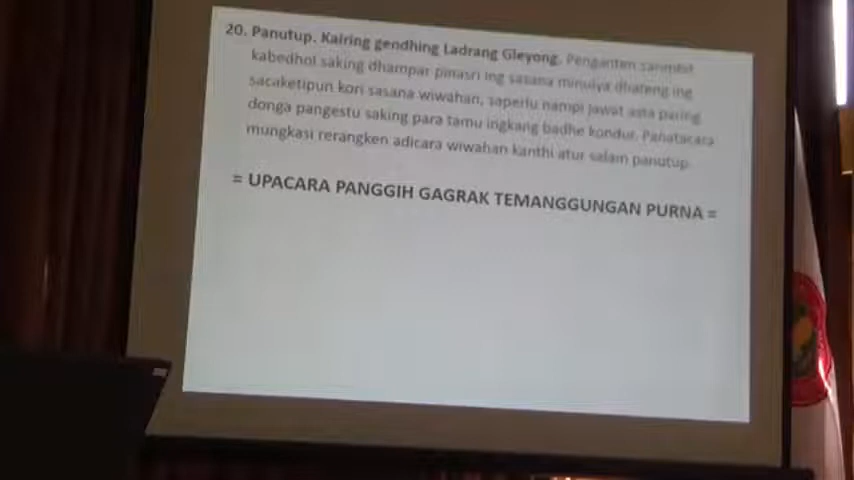 20. Panutup. Kairing gendhing Ladrang Gleyong. Penganten sarimbit
kabedhol saking dhampar pinasri ing sasana minulya dhateng ing
sacaketipun kori sasana wiwahan, saperlu nampi jawat asta paring
donga pangestu saking para tamu ingkang badhe kondur. Panatacara
mungkasi rerangken adicara wiwahan kanthi atur salam panutup.
= UPACARA PANGGIH GAGRAK TEMANGGUNGAN PURNA =